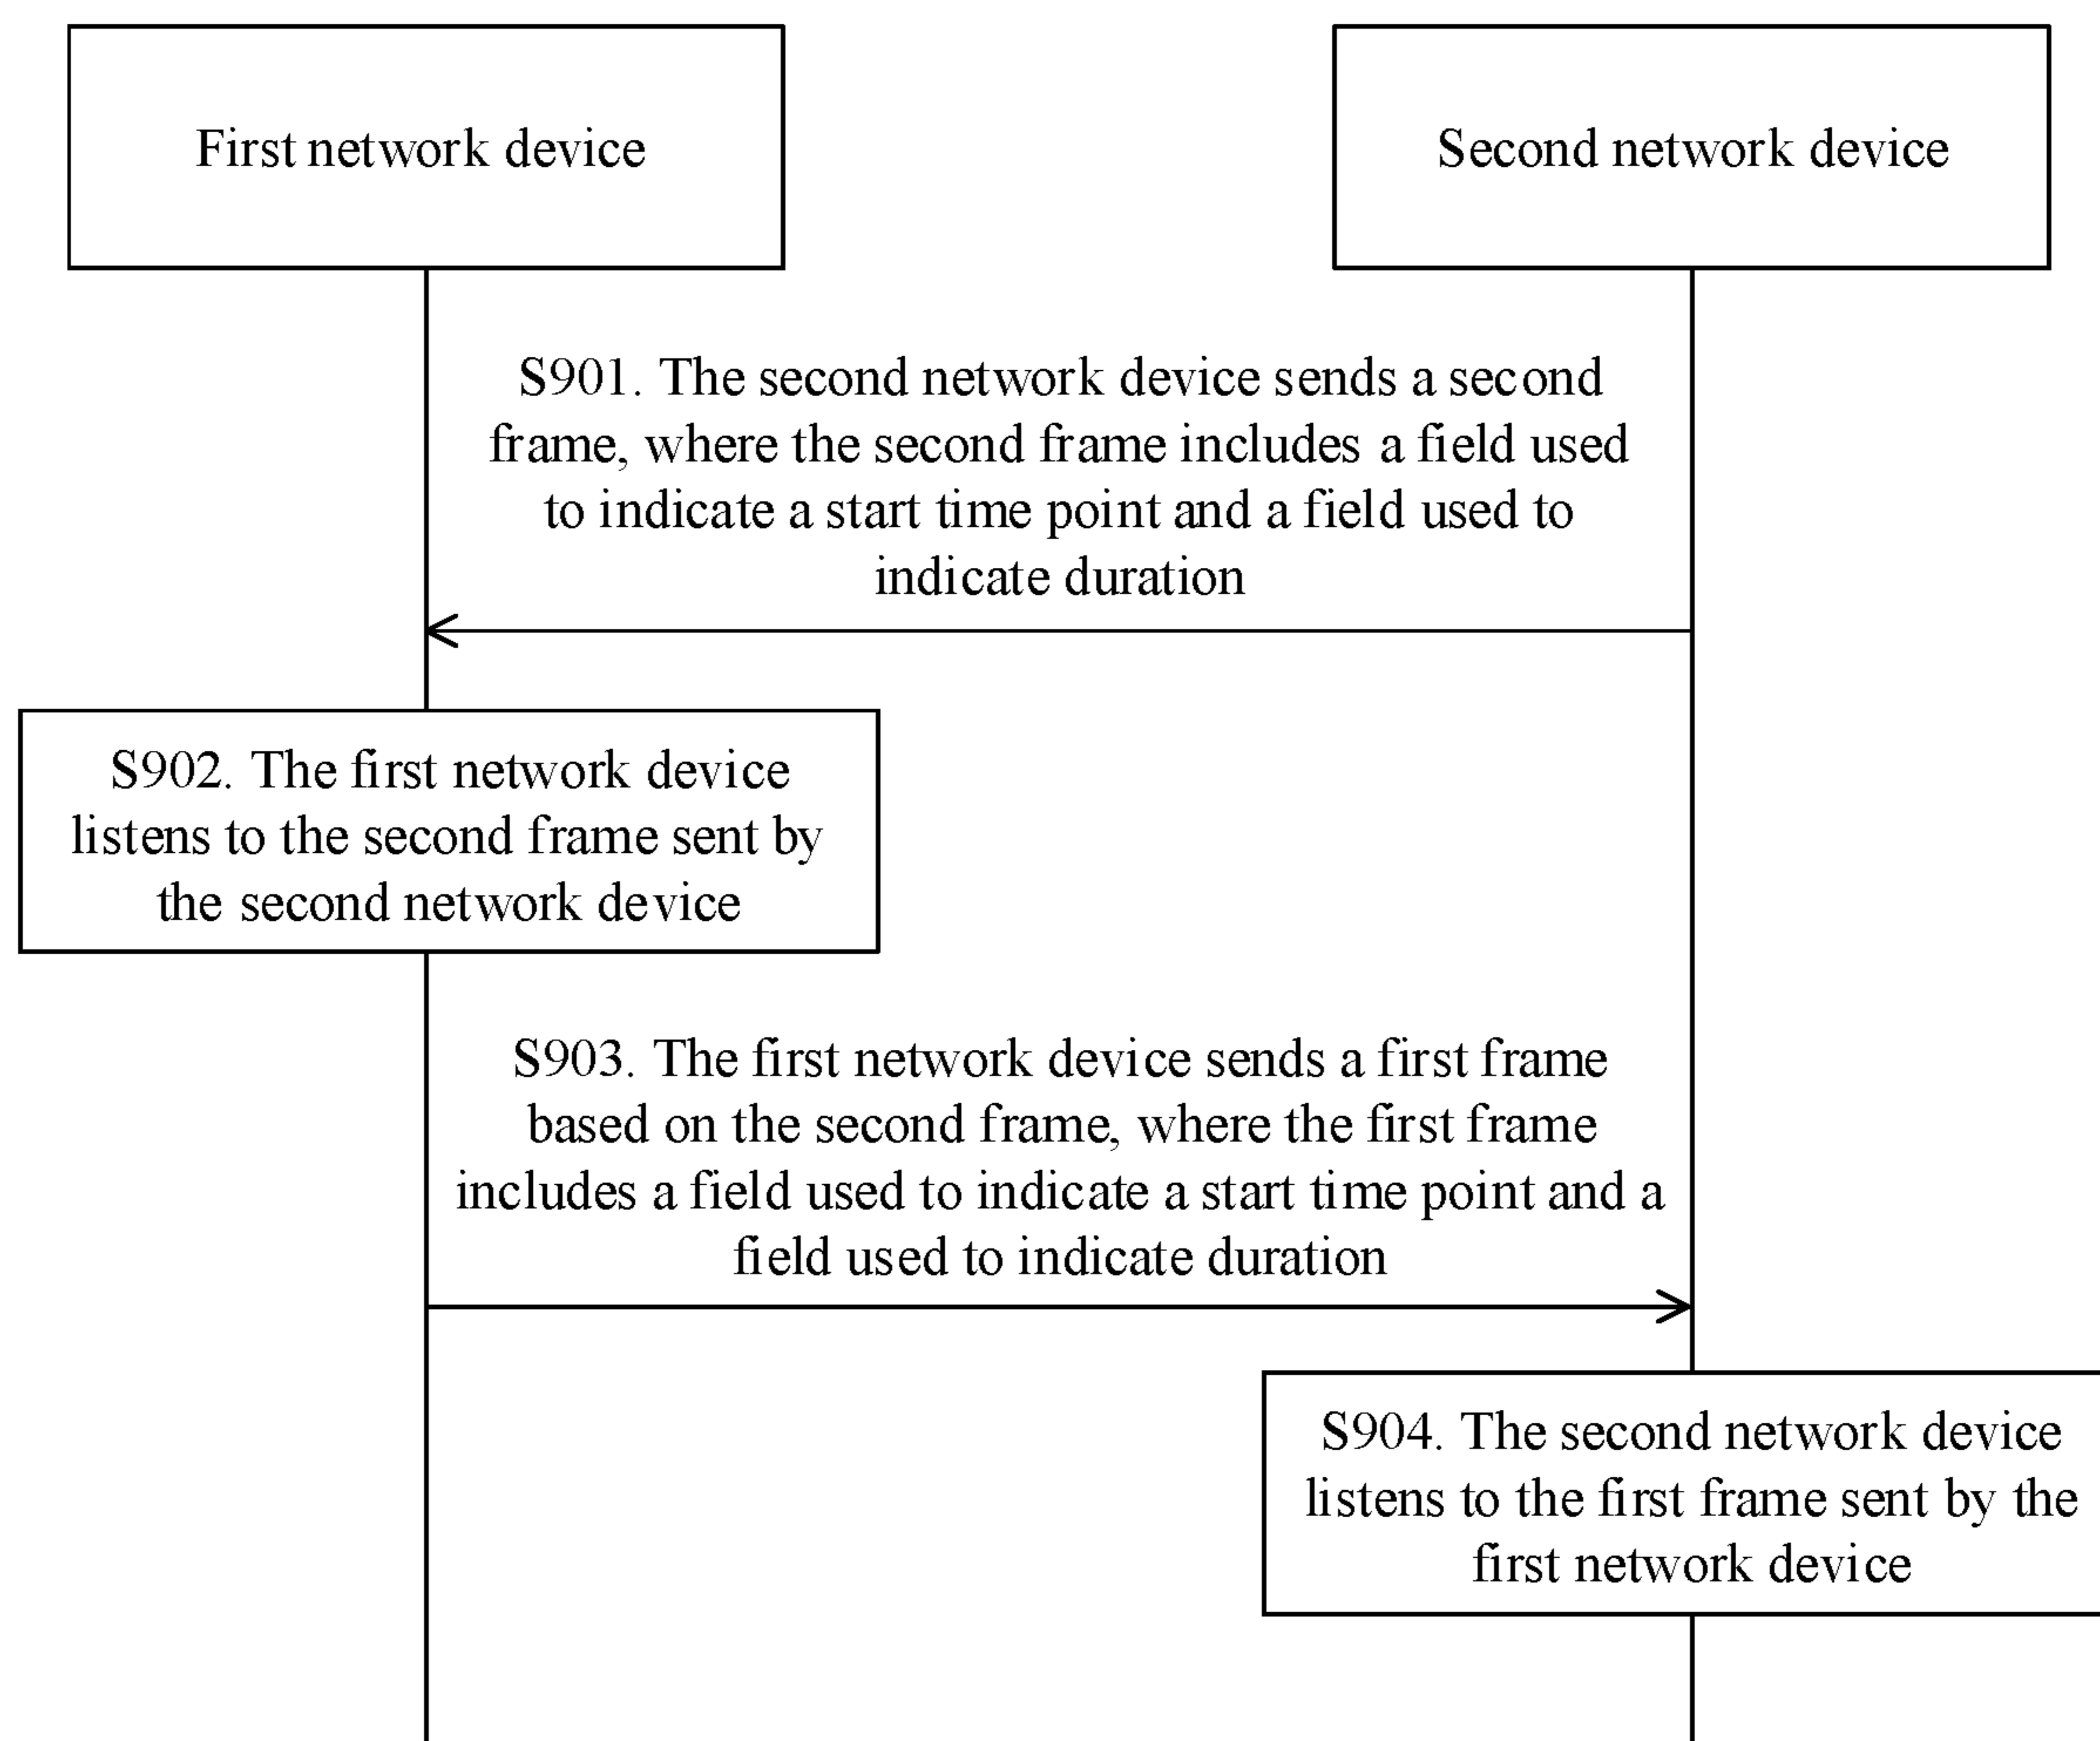 First network device
Second network device
S901. The second network device sends a second
frame, where the second frame includes a field used
to indicate a start time point and a field used to
indicate duration
S902. The first network device
listens to the second frame sent by
the second network device
S903. The first network device sends a first frame
based on the second frame, where the first frame
includes a field used to indicate a start time point and a
field used to indicate duration
S904. The second network device
listens to the first frame sent by the
first network device